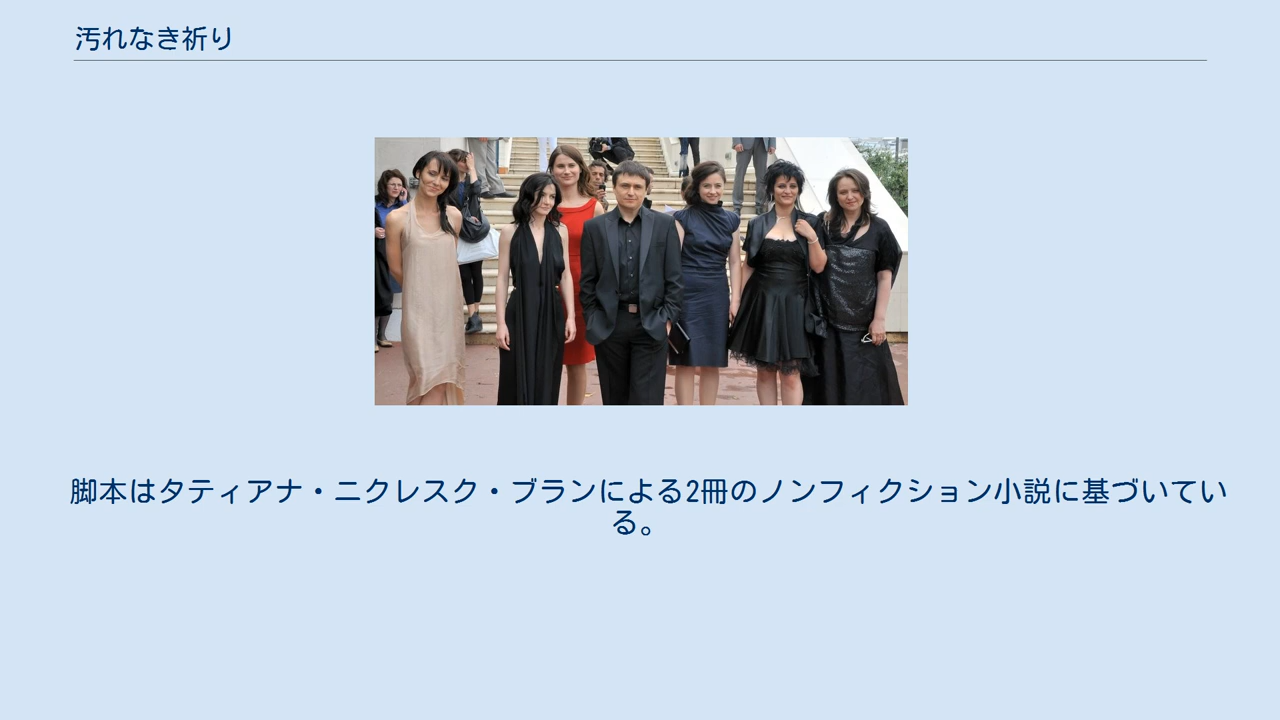 汚れなき祈り
脚本はタティアナ・ニクレスク・ブランによる2冊のノンフィクション小説に基づいてい
る。